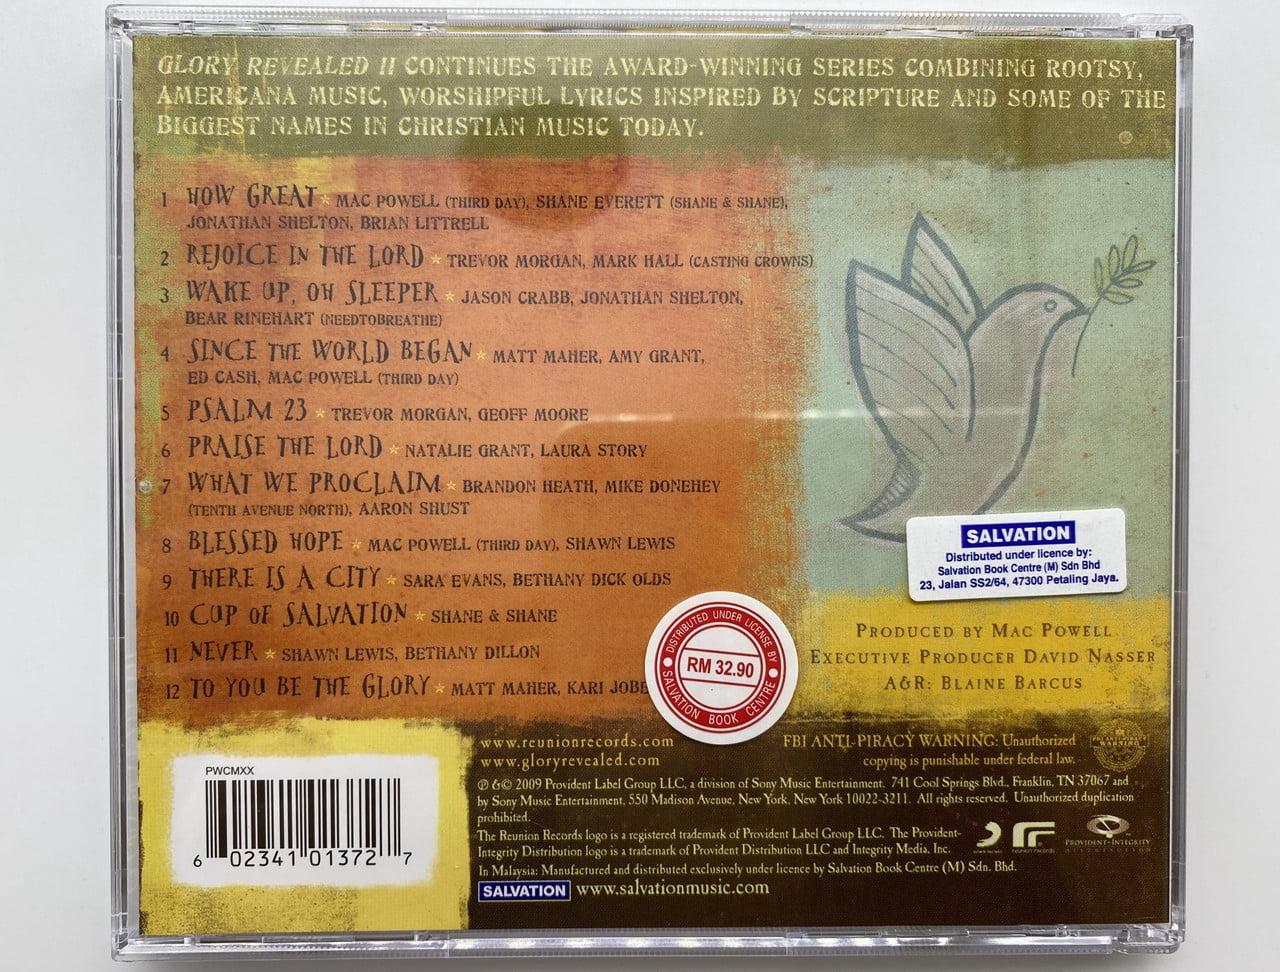 GLORY REVEALED II CONTINUES THE AWARD-WINNING SERIES COMBINING ROOTSY,
AMERICANA MUSIC, WORSHIPFUL LYRICS INSPIRED BY SCRIPTURE AND SOME OF THE
BIGGEST NAMES IN CHRISTIAN MUSIC TODAY.
1 HOW GREAT ★ MAC POWELL (THIRD DAY), SHANE EVERETT (SHANE & SHANE),
JONATHAN SHELTON, BRIAN LITTRELL
2 REJOICE IN THE LORD ★ TREVOR MORGAN, MARK HALL (CASTING CROWNS)
3 WAKE UP, OH SLEEPER ★ JASON CRABB, JONATHAN SHELTON,
BEAR RINEHART (NEEDTOBREATHE)
4 SINCE THE WORLD BEGAN ★ MATT MAHER, AMY GRANT,
ED CASH, MAC POWELL (THIRD DAY)
5 PSALM 23 ★ TREVOR MORGAN, GEOFF MOORE
6 PRAISE THE LORD ★ NATALIE GRANT, LAURA STORY
7 WHAT WE PROCLAIM ★ BRANDON HEATH, MIKE DONEHEY
(TENTH AVENUE NORTH), AARON SHUST
8 BLESSED HOPE ★ MAC POWELL (THIRD DAY), SHAWN LEWIS
9 THERE IS A CITY ★ SARA EVANS, BETHANY DICK OLDS
10 CUP OF SALVATION ★ SHANE & SHANE
11 NEVER ★ SHAWN LEWIS, BETHANY DILLON
12 TO YOU BE THE GLORY ★ MATT MAHER, KARI JOBE
SALVATION
Distributed under licence by:
Salvation Book Centre (M) Sdn Bhd
23, Jalan SS2/64, 47300 Petaling Jaya.
DISTRIBUTED UNDER LICENSE BY
RM 32.90
SALVATION BOOK CENTRE
PRODUCED BY MAC POWELL
EXECUTIVE PRODUCER DAVID NASSER
A&R: BLAINE BARCUS
PWCMXX
6 02341 01372 7
www.reunionrecords.com
www.gloryrevealed.com
FBI ANTI-PIRACY WARNING: Unauthorized
copying is punishable under federal law.
FBI ANTI-PIRACY
WARNING
℗ & © 2009 Provident Label Group LLC, a division of Sony Music Entertainment, 741 Cool Springs Blvd., Franklin, TN 37067 and
by Sony Music Entertainment, 550 Madison Avenue, New York, New York 10022-3211. All rights reserved. Unauthorized duplication
prohibited.
The Reunion Records logo is a registered trademark of Provident Label Group LLC. The Provident-
Integrity Distribution logo is a trademark of Provident Distribution LLC and Integrity Media, Inc.
reunion records
PROVIDENT-INTEGRITY
DISTRIBUTION
In Malaysia: Manufactured and distributed exclusively under licence by Salvation Book Centre (M) Sdn. Bhd.
SALVATION www.salvationmusic.com